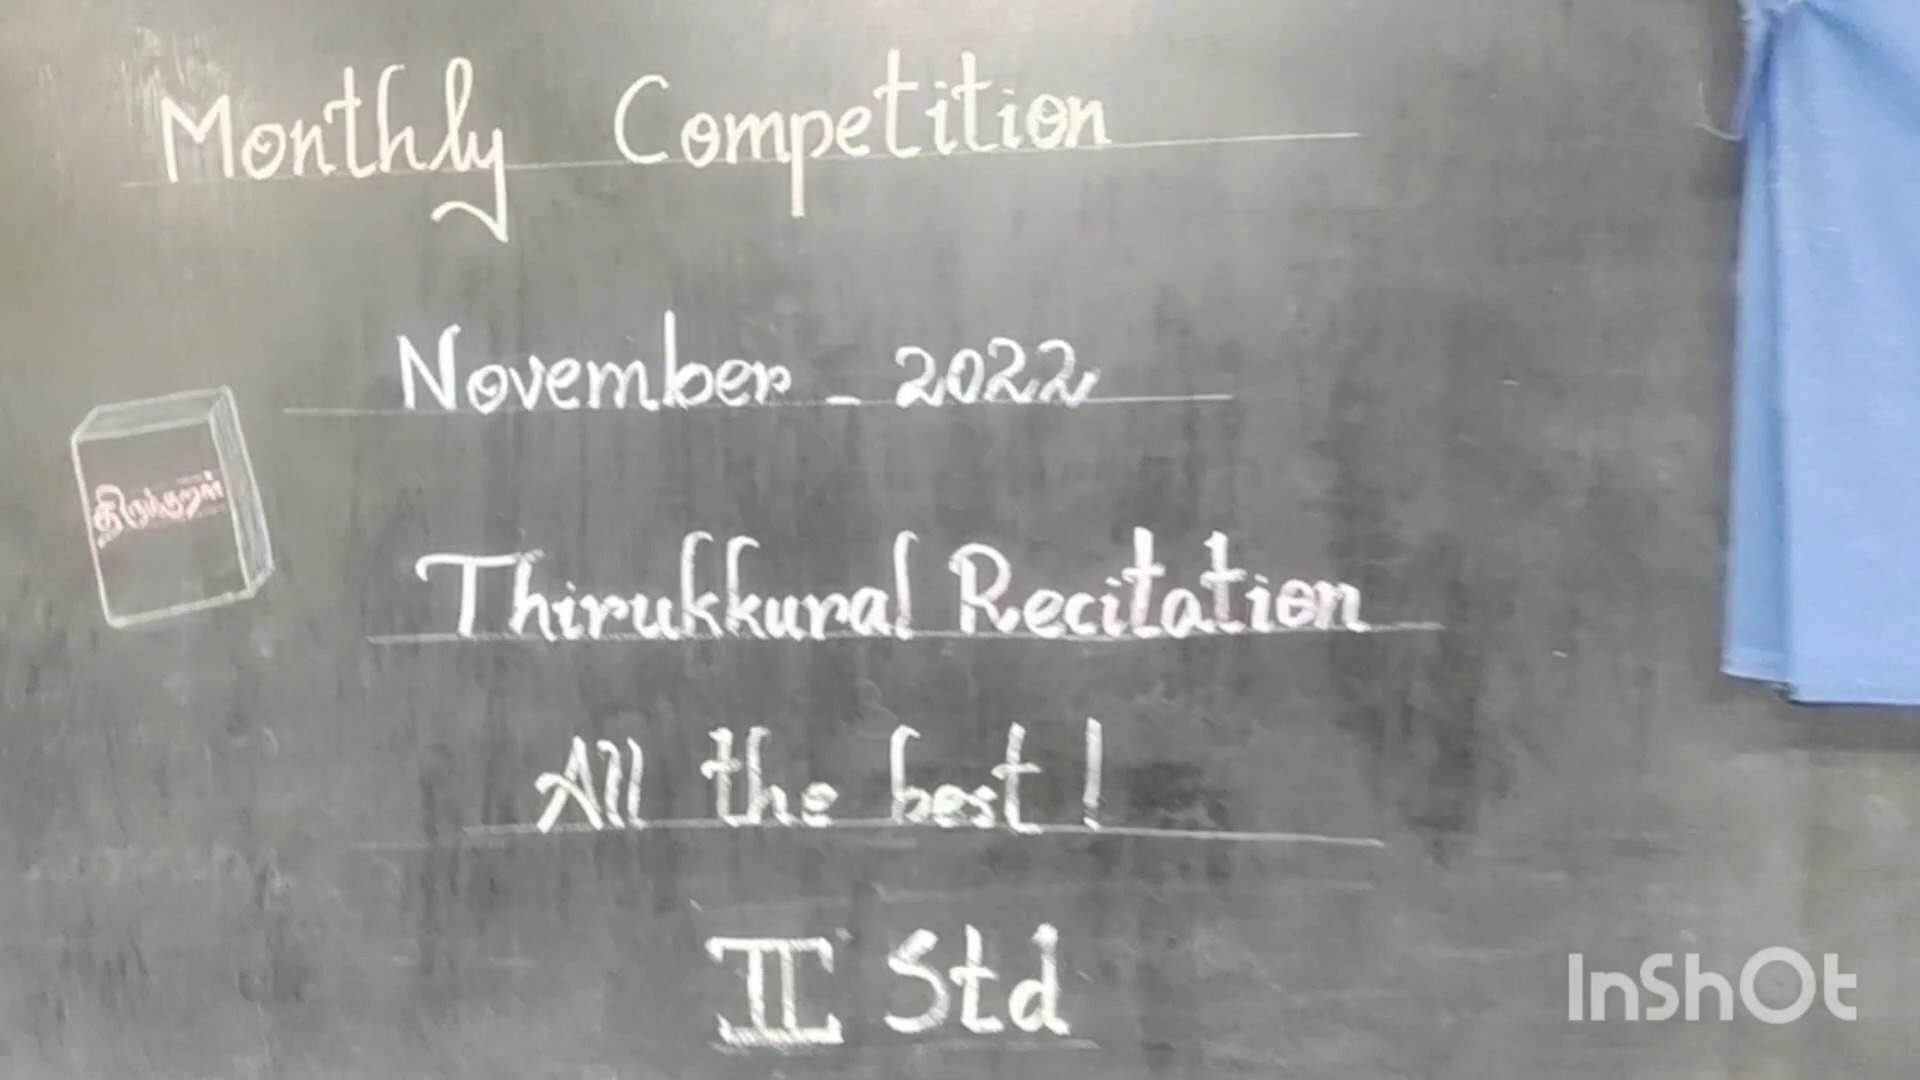 Monthly Competition
November - 2022
திருக்குறள்
Thirukkural Recitation
All the best!
II Std
InShOt